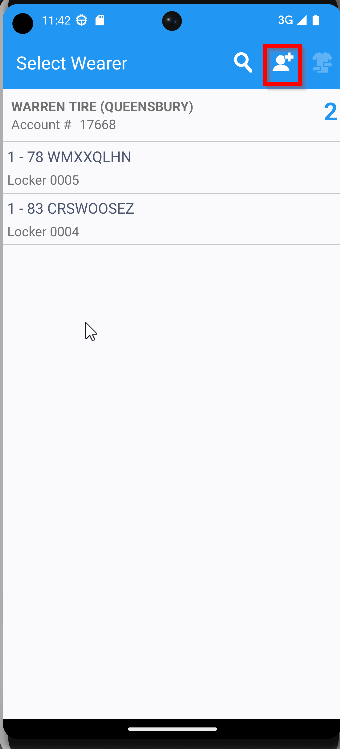 11:42
3G
Select Wearer
WARREN TIRE (QUEENSBURY)
2
Account # 17668
1 - 78 WMXXQLHN
Locker 0005
1 - 83 CRSWOOSEZ
Locker 0004